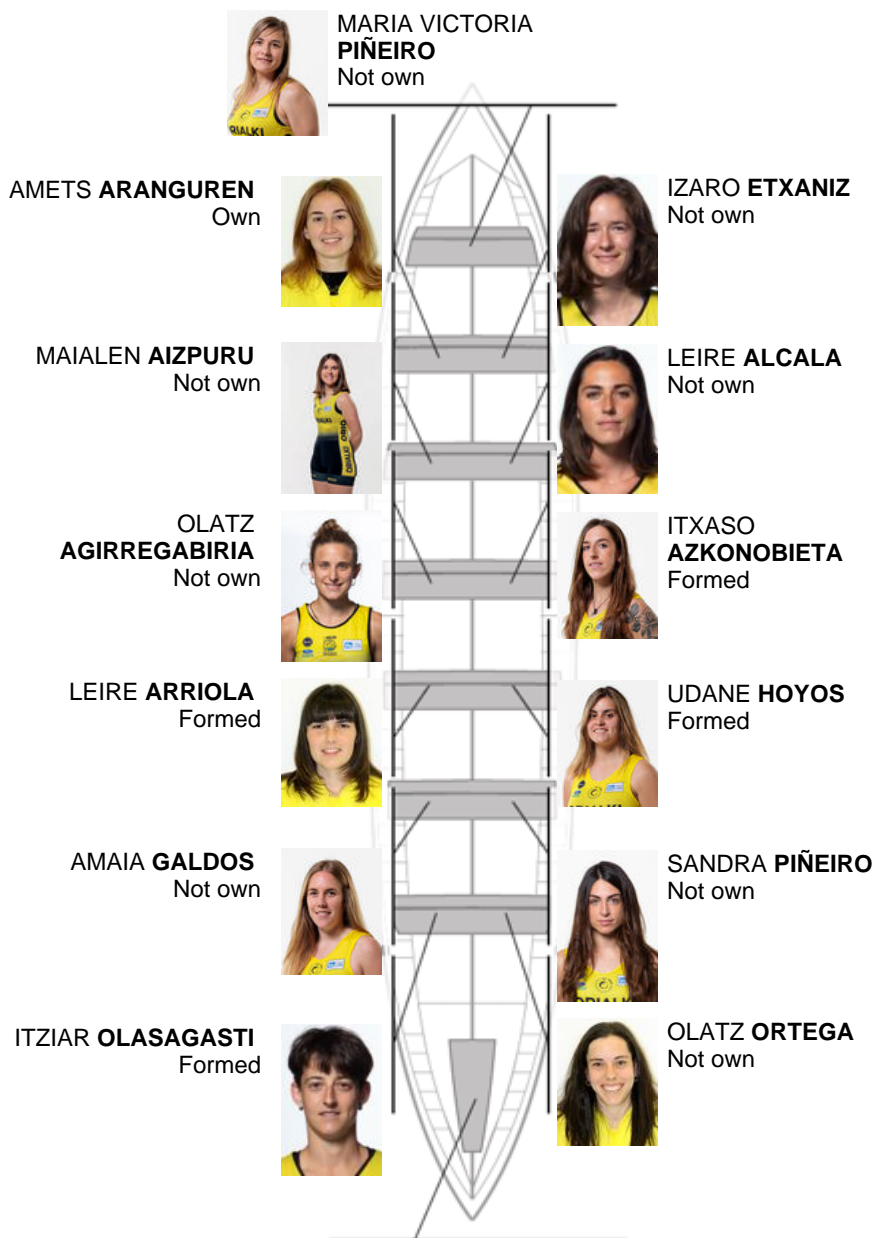 MARIA VICTORIA
PIÑEIRO
Not own
AMETS ARANGUREN
Own
IZARO ETXANIZ
Not own
MAIALEN AIZPURU
Not own
LEIRE ALCALA
Not own
OLATZ
AGIRREGABIRIA
Not own
ITXASO
AZKONOBIETA
Formed
LEIRE ARRIOLA
Formed
UDANE HOYOS
Formed
AMAIA GALDOS
Not own
SANDRA PIÑEIRO
Not own
ITZIAR OLASAGASTI
Formed
OLATZ ORTEGA
Not own